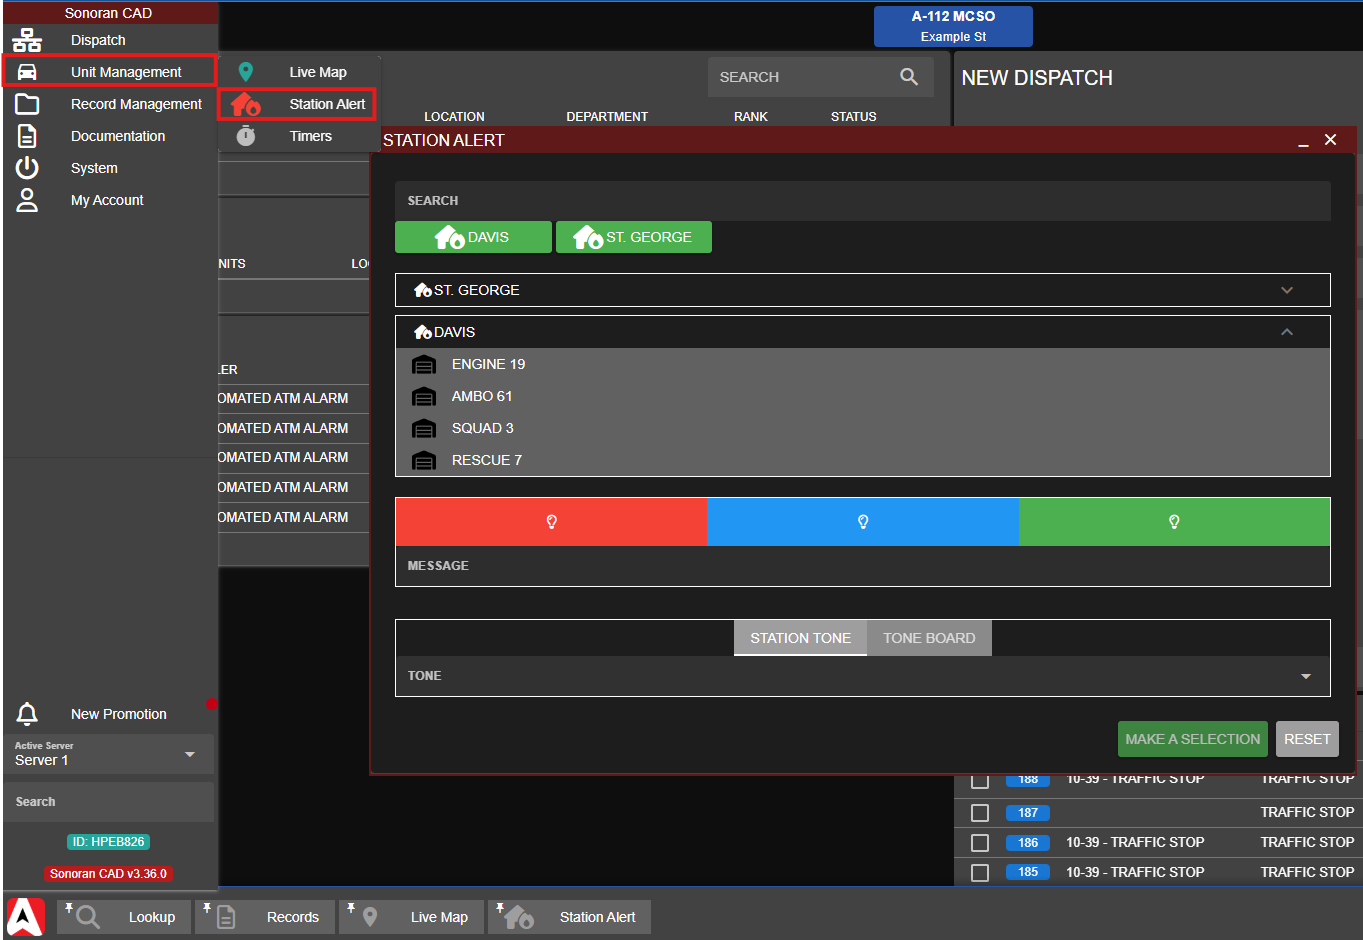 Sonoran CAD
Dispatch
Unit Management
Record Management
Documentation
System
My Account
Live Map
Station Alert
Timers
A-112 MCSO
Example St
SEARCH
NEW DISPATCH
LOCATION DEPARTMENT RANK STATUS
STATION ALERT
SEARCH
DAVIS ST. GEORGE
ST. GEORGE
DAVIS
ENGINE 19
AMBO 61
SQUAD 3
RESCUE 7
MESSAGE
STATION TONE TONE BOARD
TONE
MAKE A SELECTION RESET
NITS LO
LER
OMATED ATM ALARM
OMATED ATM ALARM
OMATED ATM ALARM
OMATED ATM ALARM
OMATED ATM ALARM
188 10-39 - TRAFFIC STOP TRAFFIC STOP
187 TRAFFIC STOP
186 10-39 - TRAFFIC STOP TRAFFIC STOP
185 10-39 - TRAFFIC STOP TRAFFIC STOP
New Promotion
Active Server
Server 1
Search
ID: HPEB826
Sonoran CAD v3.36.0
Lookup Records Live Map Station Alert